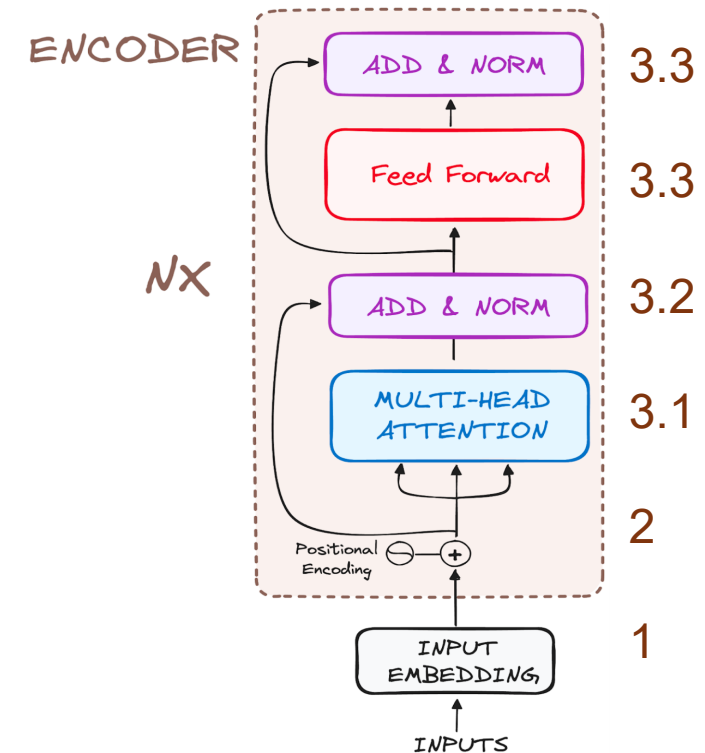 ENCODER
ADD & NORM
3.3
Feed Forward
3.3
NX
ADD & NORM
3.2
MULTI-HEAD
ATTENTION
3.1
2
Positional
Encoding
+
1
INPUT
EMBEDDING
INPUTS